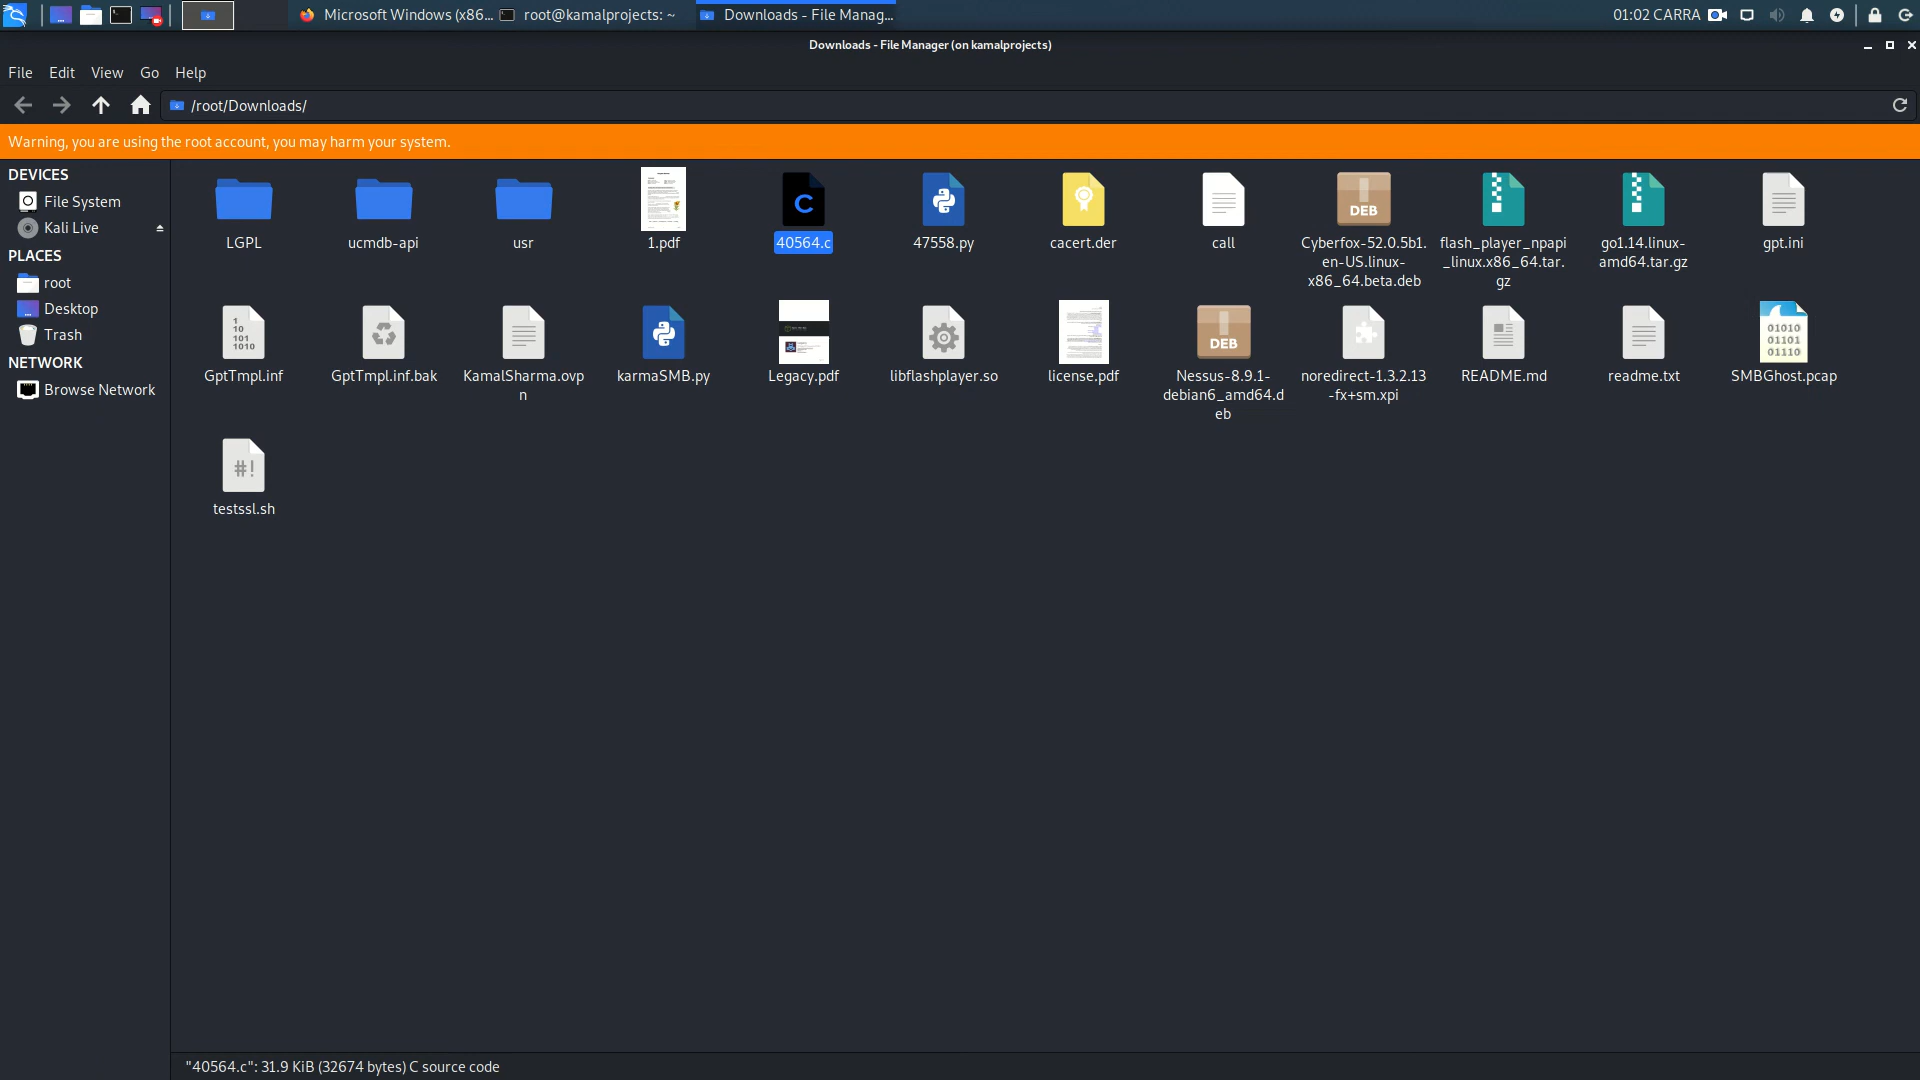 Microsoft Windows (x86...
root@kamalprojects: ~
Downloads - File Manag...
01:02 CARRA
Downloads - File Manager (on kamalprojects)
File Edit View Go Help
/root/Downloads/
Warning, you are using the root account, you may harm your system.
DEVICES
File System
Kali Live
PLACES
root
Desktop
Trash
NETWORK
Browse Network
LGPL
ucmdb-api
usr
1.pdf
C
40564.c
47558.py
cacert.der
call
DEB
Cyberfox-52.0.5b1.
en-US.linux-
x86_64.beta.deb
flash_player_npapi
_linux.x86_64.tar.
gz
go1.14.linux-
amd64.tar.gz
gpt.ini
1
10
101
1010
GptTmpl.inf
GptTmpl.inf.bak
KamalSharma.ovp
n
karmaSMB.py
Legacy.pdf
libflashplayer.so
license.pdf
DEB
Nessus-8.9.1-
debian6_amd64.d
eb
noredirect-1.3.2.13
-fx+sm.xpi
README.md
readme.txt
01010
01101
01110
SMBGhost.pcap
#!
testssl.sh
"40564.c": 31.9 KiB (32674 bytes) C source code